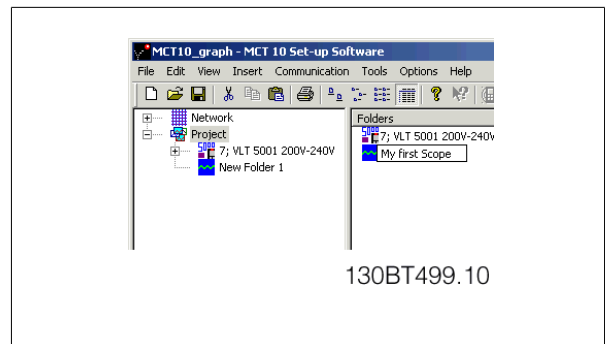 MCT10_graph - MCT 10 Set-up Software
File Edit View Insert Communication Tools Options Help
Network
Project
7; VLT 5001 200V-240V
New Folder 1
Folders
7; VLT 5001 200V-240V
My first Scope
130BT499.10